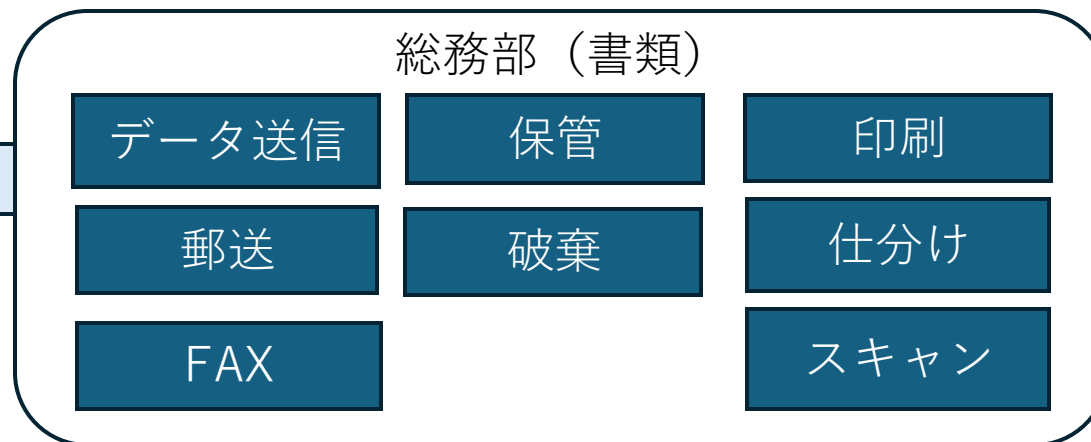 総務部（書類）
データ送信
保管
印刷
郵送
破棄
仕分け
FAX
スキャン